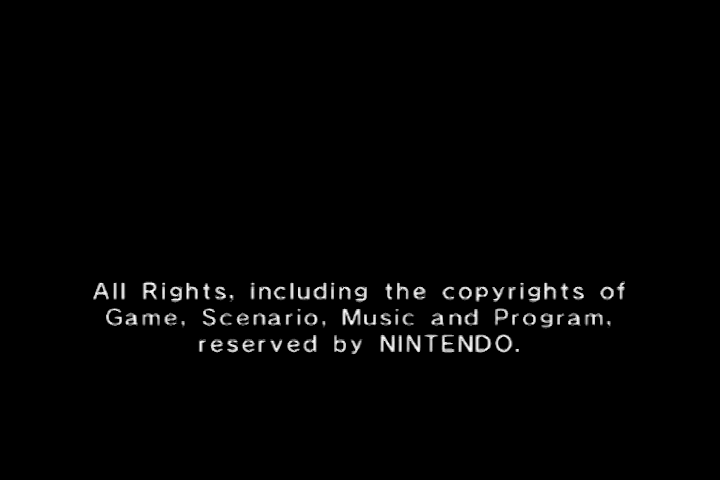 All Rights, including the copyrights of
Game, Scenario, Music and Program,
reserved by NINTENDO.